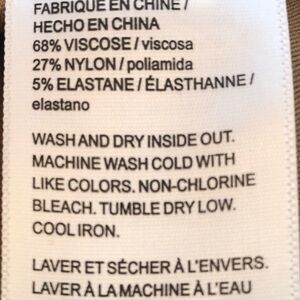 FABRIQUÉ EN CHINE /
HECHO EN CHINA
68% VISCOSE / viscosa
27% NYLON / poliamida
5% ELASTANE / ÉLASTHANNE /
elastano
WASH AND DRY INSIDE OUT.
MACHINE WASH COLD WITH
LIKE COLORS. NON-CHLORINE
BLEACH. TUMBLE DRY LOW.
COOL IRON.
LAVER ET SÉCHER À L'ENVERS.
LAVER À LA MACHINE À L'EAU